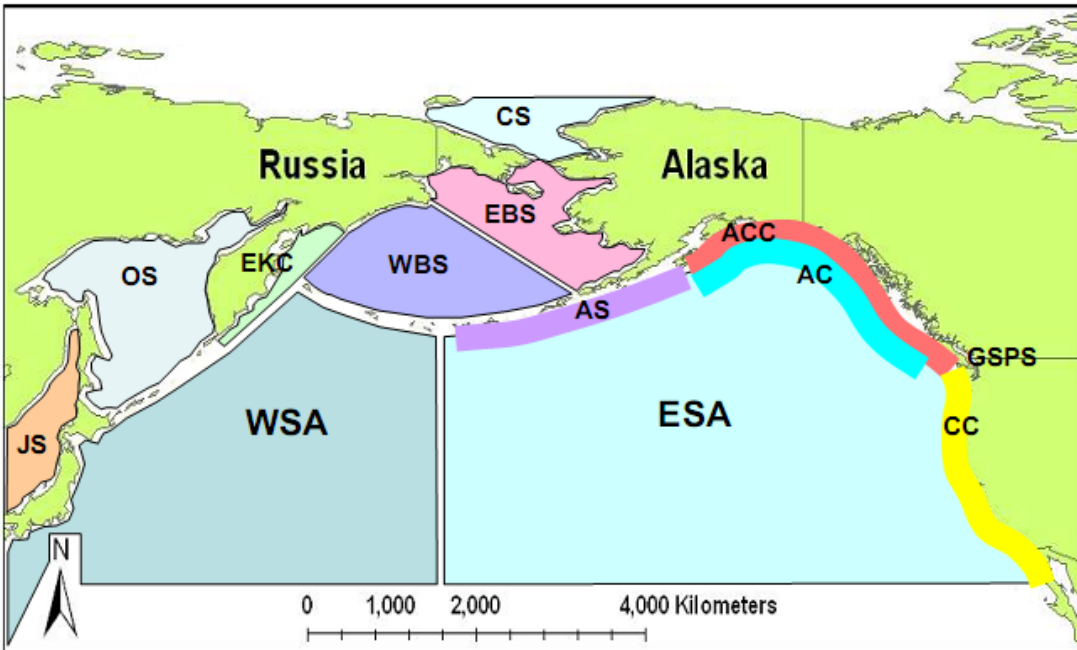 CS
Russia
Alaska
EBS
ACC
OS
EKC
WBS
AC
AS
GSPS
WSA
ESA
CC
JS
N
0 1,000 2,000 4,000 Kilometers